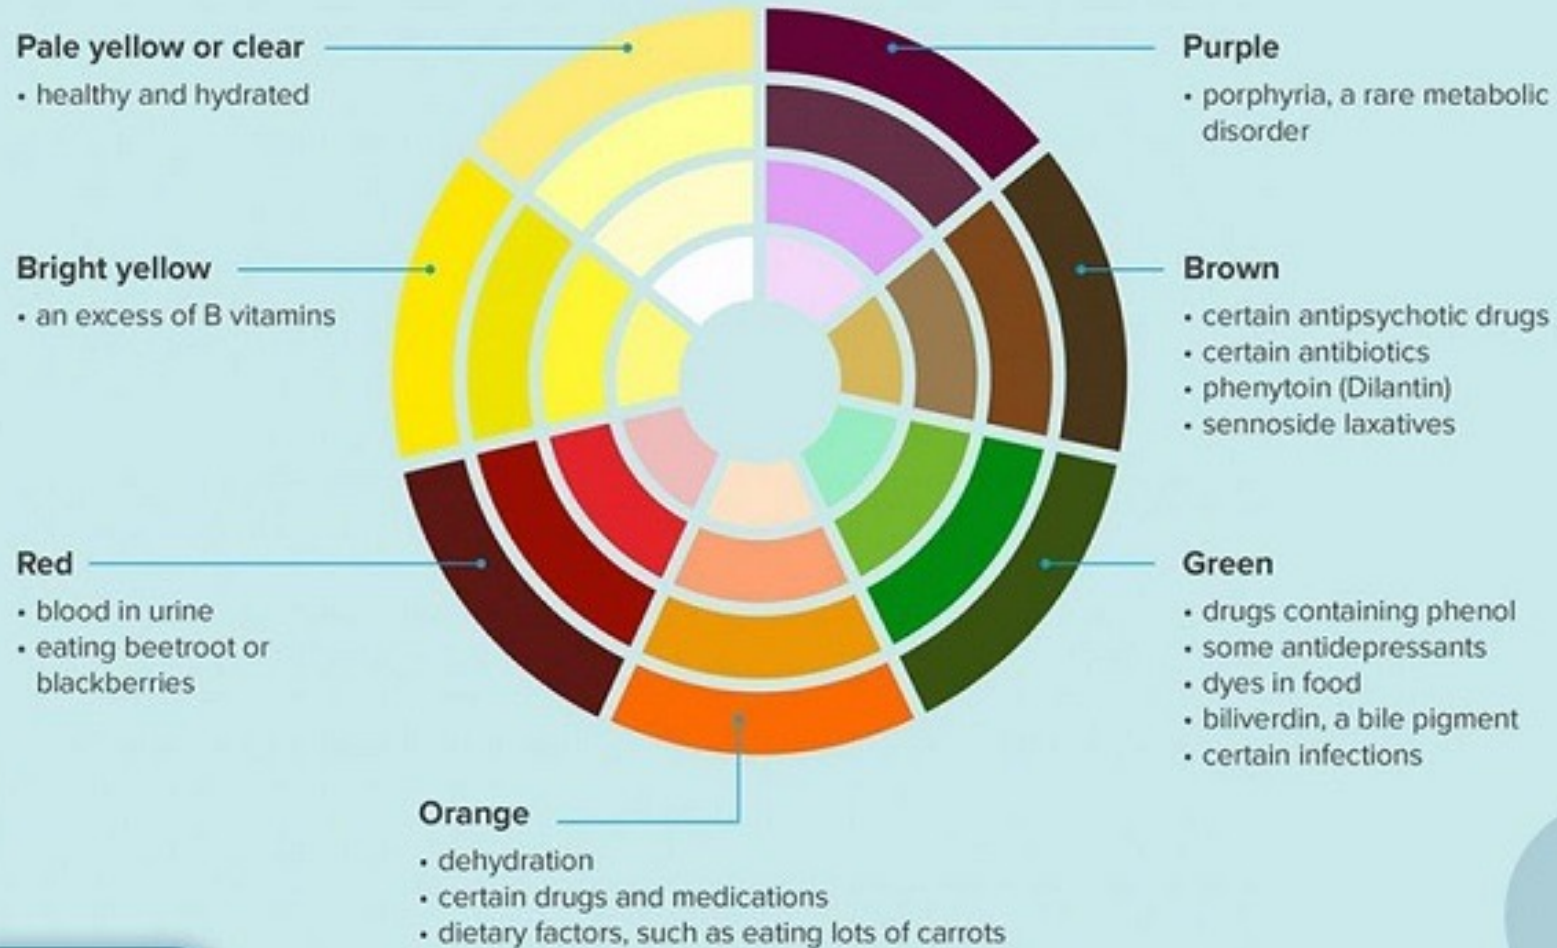 Pale yellow or clear
• healthy and hydrated
Bright yellow
• an excess of B vitamins
Red
• blood in urine
• eating beetroot or
blackberries
Orange
• dehydration
• certain drugs and medications
• dietary factors, such as eating lots of carrots
Purple
• porphyria, a rare metabolic
disorder
Brown
• certain antipsychotic drugs
• certain antibiotics
• phenytoin (Dilantin)
• sennoside laxatives
Green
• drugs containing phenol
• some antidepressants
• dyes in food
• biliverdin, a bile pigment
• certain infections